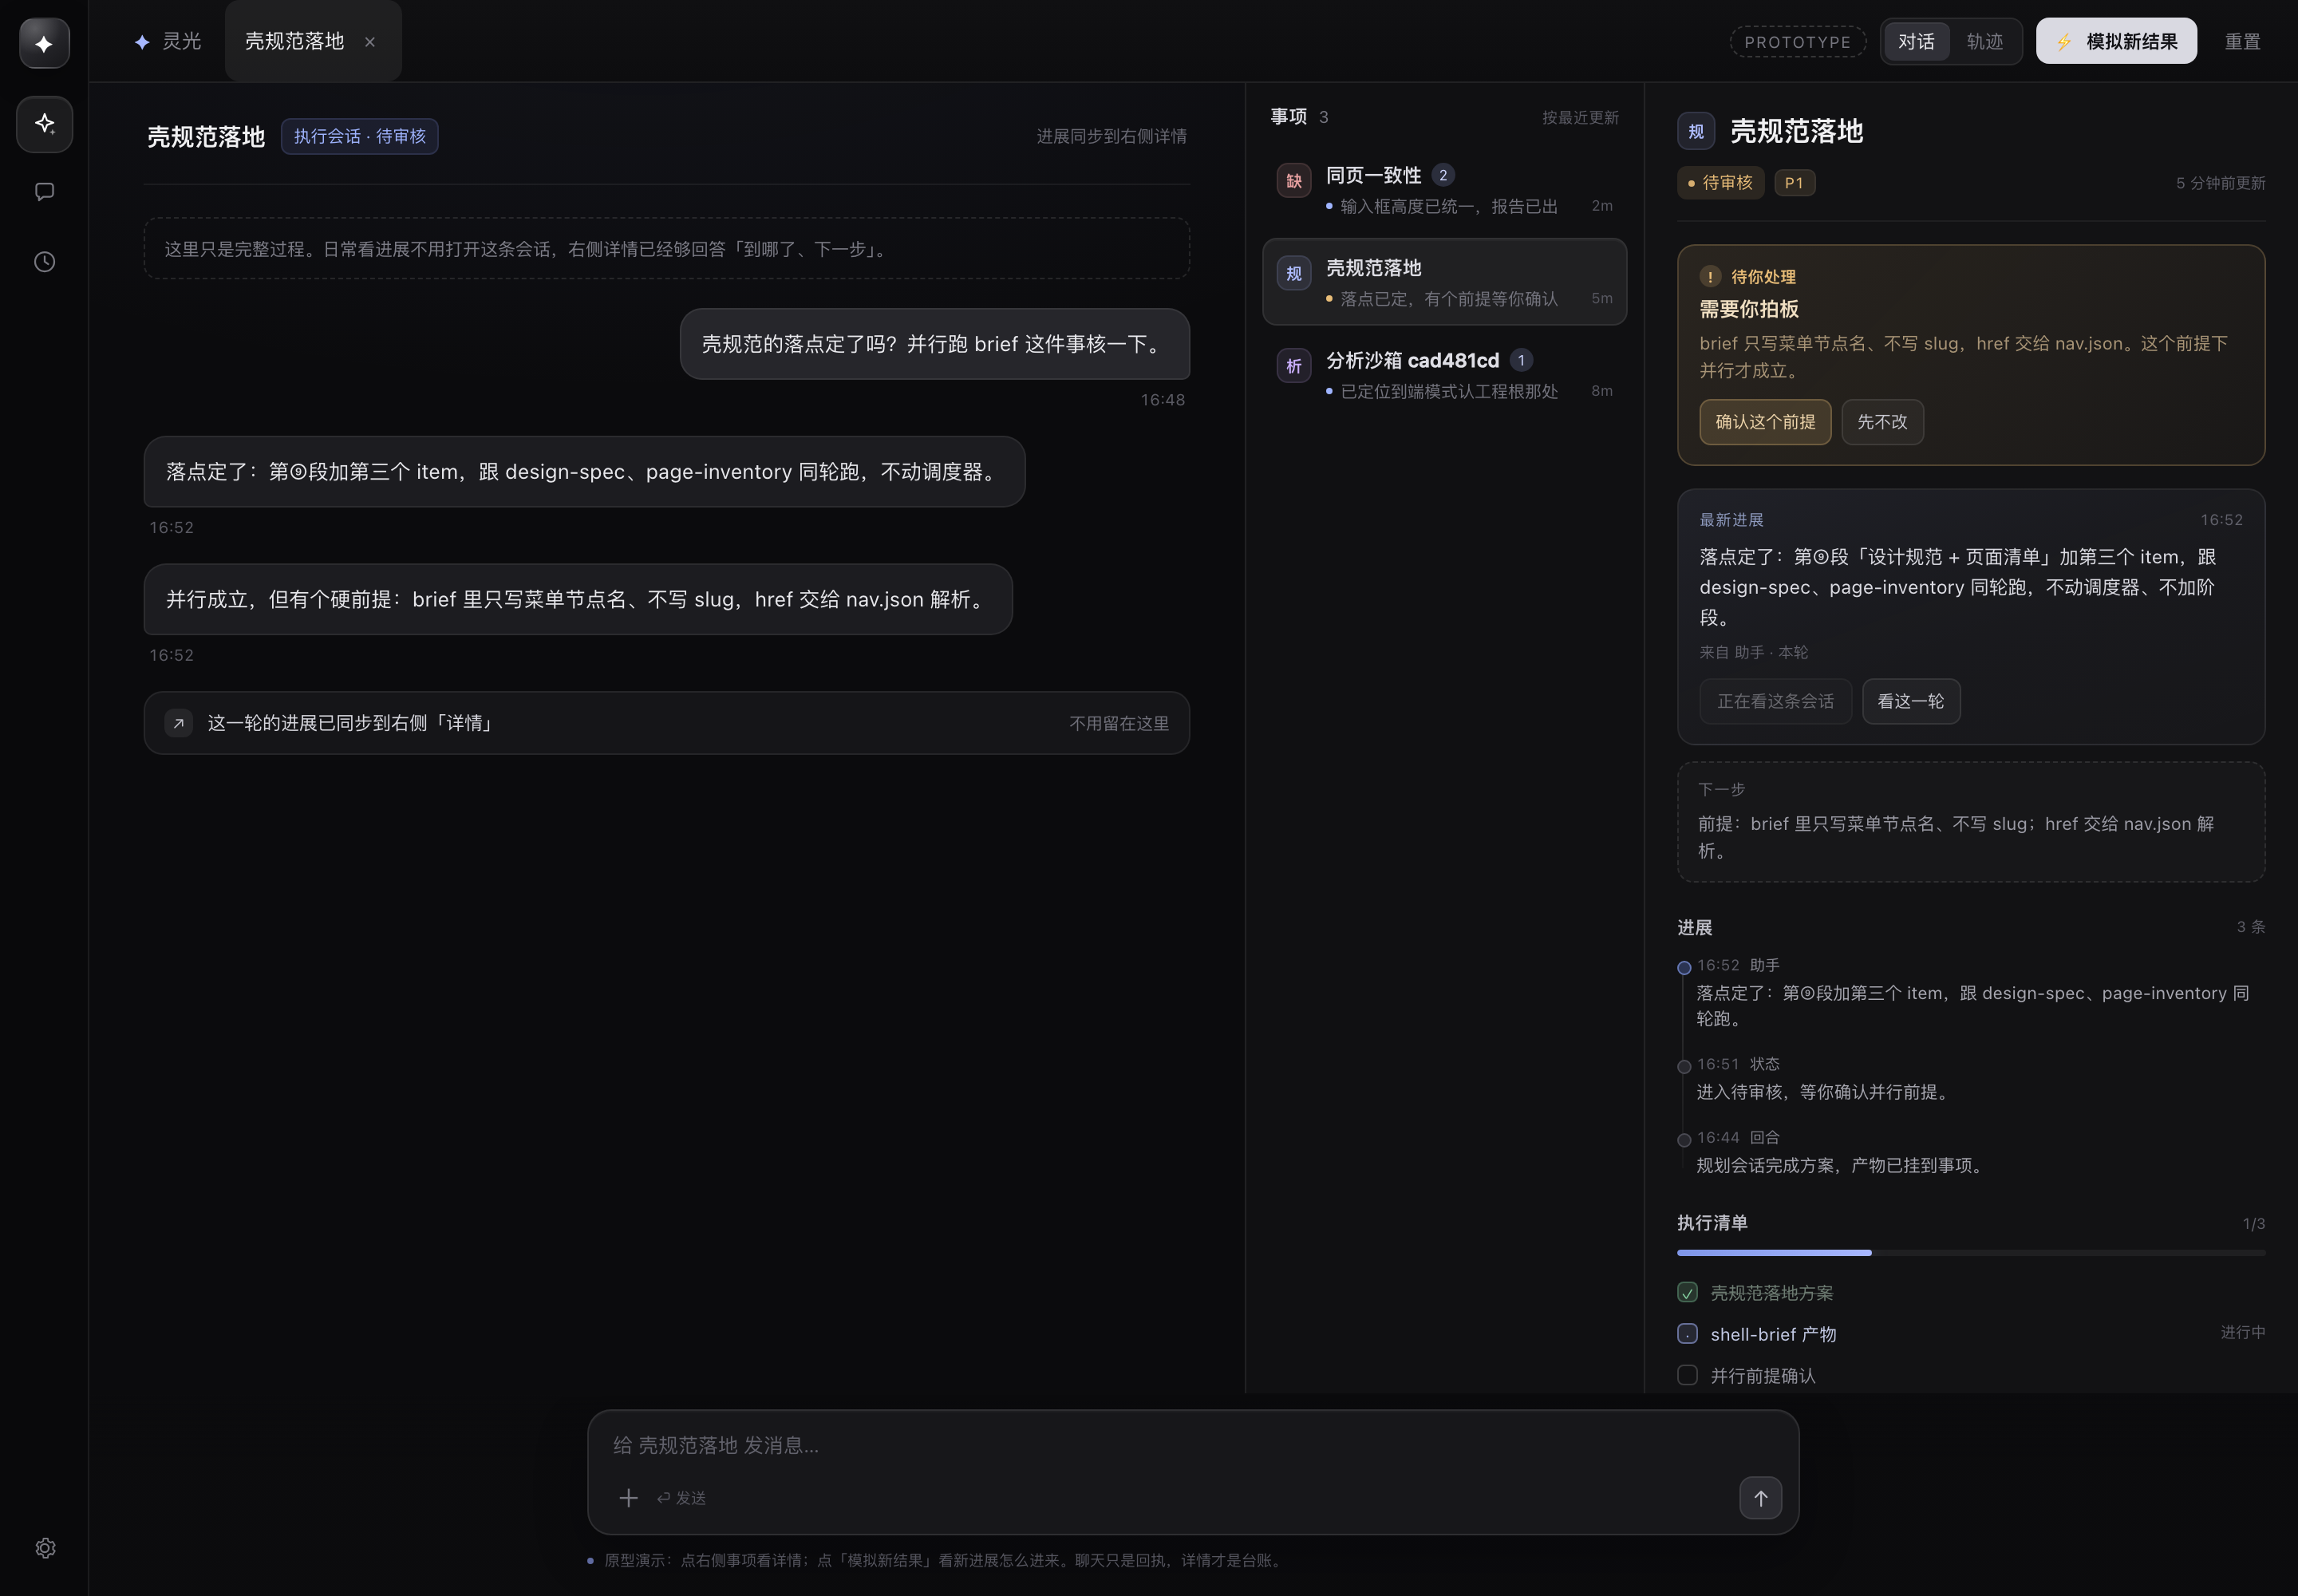 灵光
壳规范落地 ×
PROTOTYPE
对话
轨迹
⚡ 模拟新结果
重置
壳规范落地
执行会话 · 待审核
进展同步到右侧详情
这里只是完整过程。日常看进展不用打开这条会话，右侧详情已经够回答「到哪了、下一步」。
壳规范的落点定了吗？并行跑 brief 这件事核一下。
16:48
落点定了：第⑨段加第三个 item，跟 design-spec、page-inventory 同轮跑，不动调度器。
16:52
并行成立，但有个硬前提：brief 里只写菜单节点名、不写 slug，href 交给 nav.json 解析。
16:52
这一轮的进展已同步到右侧「详情」
不用留在这里
事项 3
按最近更新
缺
同页一致性 2
输入框高度已统一，报告已出
2m
规
壳规范落地
落点已定，有个前提等你确认
5m
析
分析沙箱 cad481cd 1
已定位到端模式认工程根那处
8m
规
壳规范落地
待审核
P1
5 分钟前更新
! 待你处理
需要你拍板
brief 只写菜单节点名、不写 slug，href 交给 nav.json。这个前提下
并行才成立。
确认这个前提
先不改
最新进展
16:52
落点定了：第⑨段「设计规范 + 页面清单」加第三个 item，跟
design-spec、page-inventory 同轮跑，不动调度器、不加阶
段。
来自 助手 · 本轮
正在看这条会话
看这一轮
下一步
前提：brief 里只写菜单节点名、不写 slug；href 交给 nav.json 解
析。
进展
3 条
16:52 助手
落点定了：第⑨段加第三个 item，跟 design-spec、page-inventory 同
轮跑。
16:51 状态
进入待审核，等你确认并行前提。
16:44 回合
规划会话完成方案，产物已挂到事项。
执行清单
1/3
壳规范落地方案
shell-brief 产物
进行中
并行前提确认
给 壳规范落地 发消息...
⏎ 发送
原型演示：点右侧事项看详情；点「模拟新结果」看新进展怎么进来。聊天只是回执，详情才是台账。